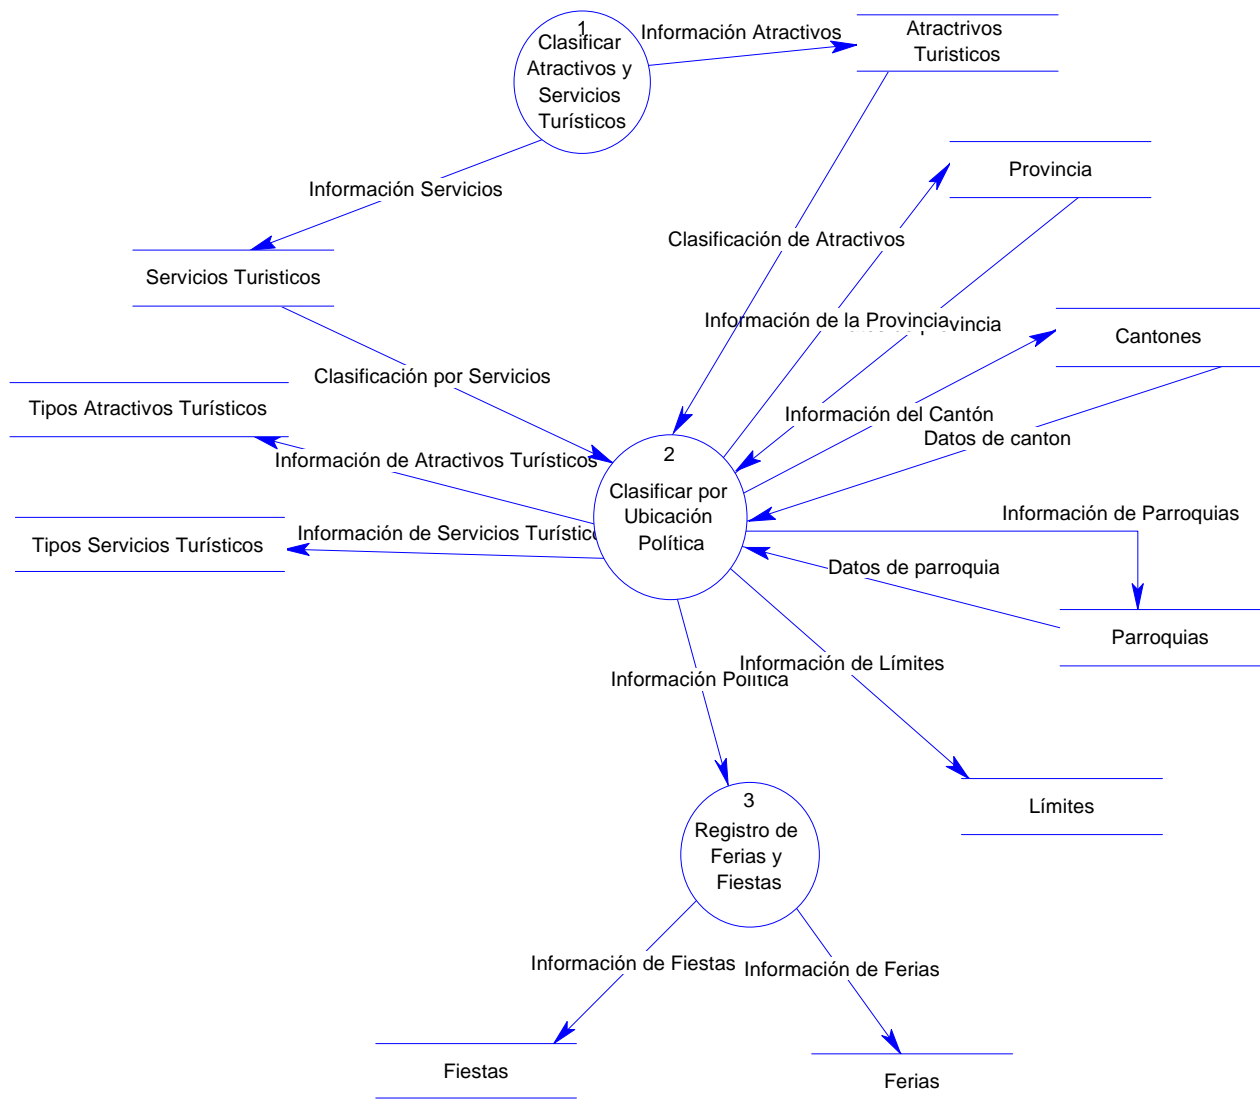 1
Clasificar
Atractivos y
Servicios
Turísticos
Información Atractivos
Atractrivos
Turisticos
Provincia
Información Servicios
Servicios Turisticos
Clasificación de Atractivos
Información de la Provincia
provincia
Cantones
Clasificación por Servicios
Tipos Atractivos Turísticos
Información del Cantón
Datos de canton
Información de Atractivos Turísticos
2
Clasificar por
Ubicación
Política
Información de Parroquias
Información de Servicios Turístico
Tipos Servicios Turísticos
Datos de parroquia
Parroquias
Información de Límites
Información Política
Límites
3
Registro de
Ferias y
Fiestas
Información de Fiestas
Información de Ferias
Fiestas
Ferias